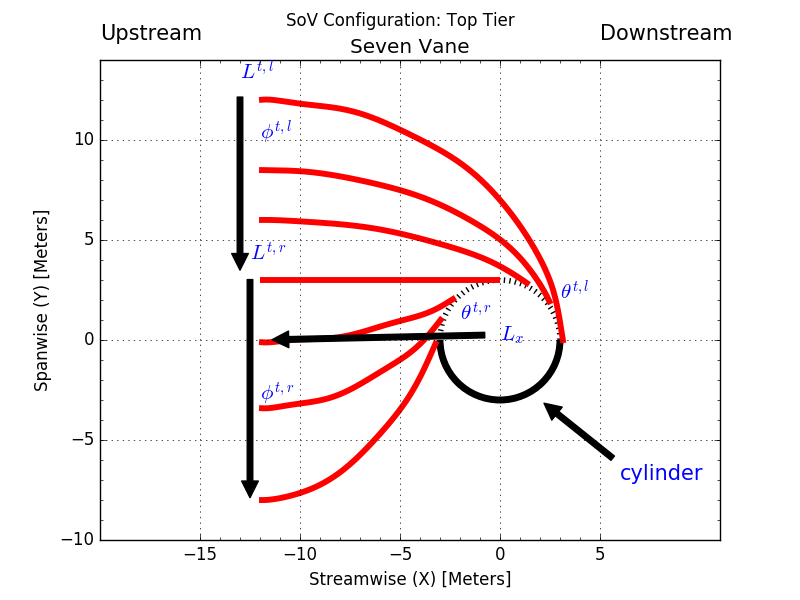 SoV Configuration: Top Tier
Upstream
Downstream
Seven Vane
L^{t,l}
ϕ^{t,l}
L^{t,r}
θ^{t,l}
θ^{t,r}
L_x
ϕ^{t,r}
cylinder
10
5
0
−5
−10
−15
−10
−5
0
5
Spanwise (Y) [Meters]
Streamwise (X) [Meters]